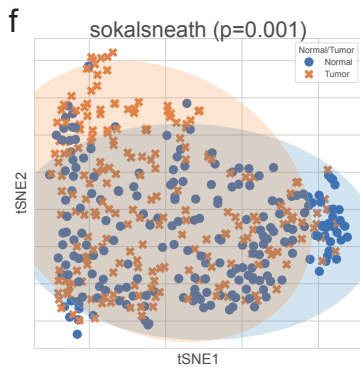 f
sokalsneath (p=0.001)
Normal/Tumor
Normal
Tumor
tSNE2
tSNE1